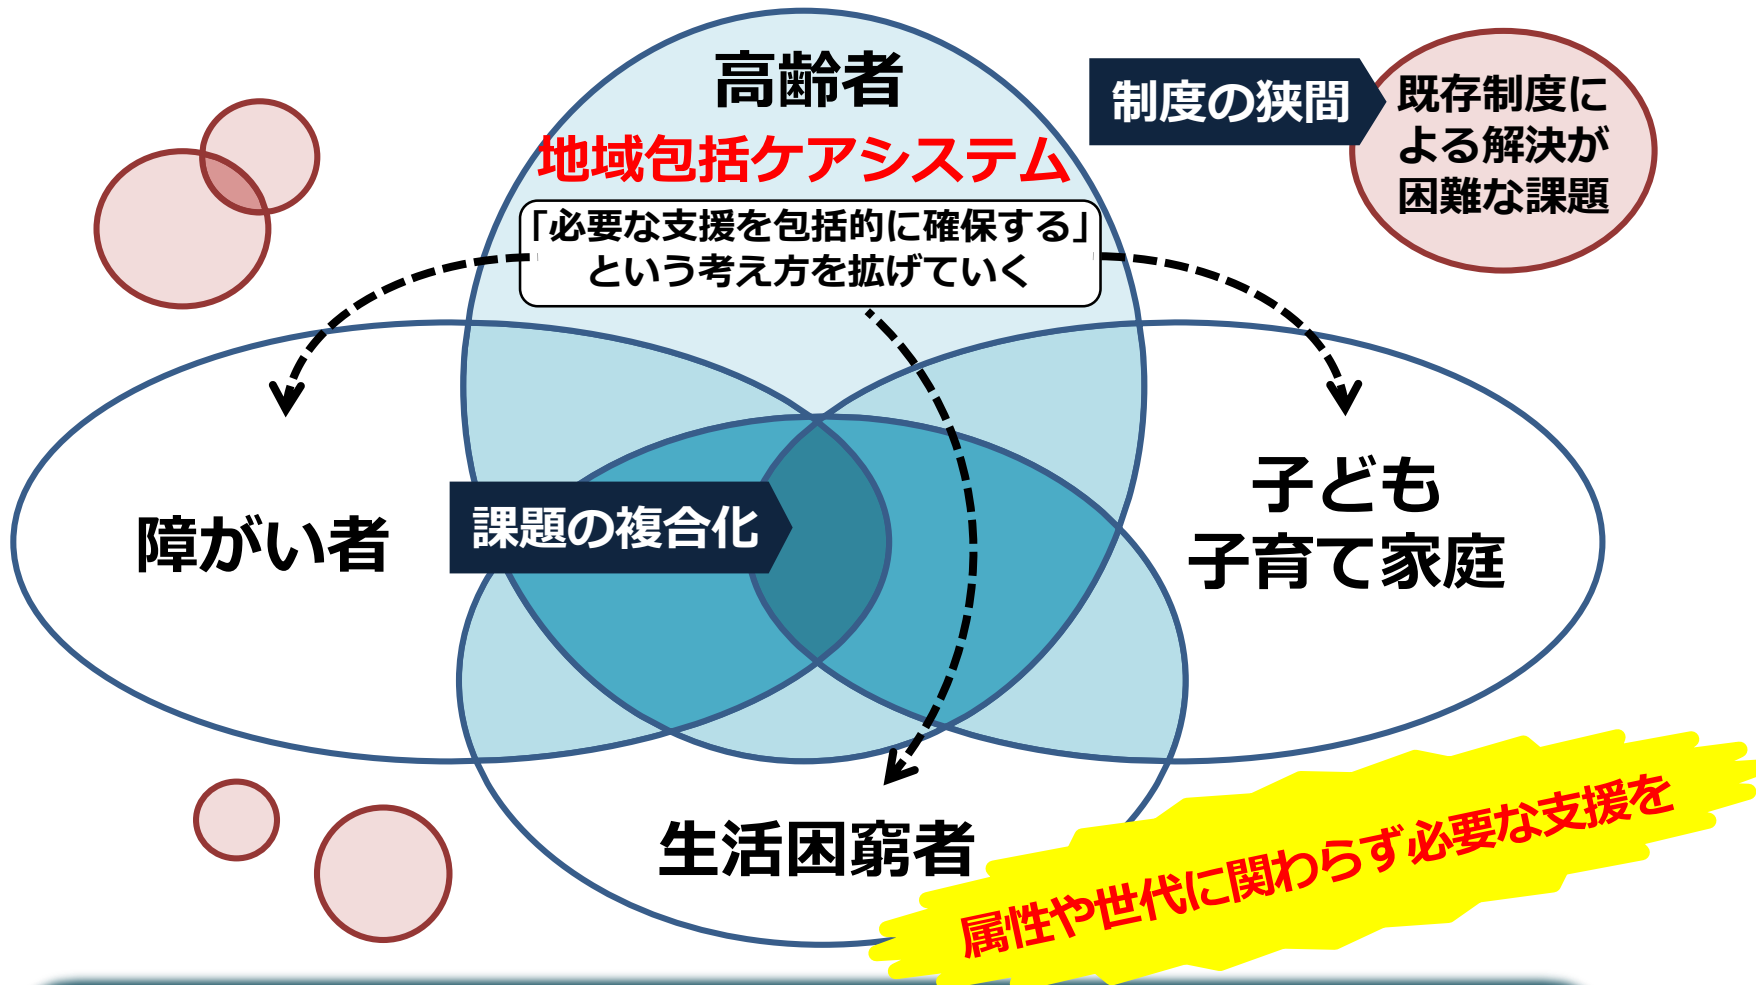 高齢者
地域包括ケアシステム
「必要な支援を包括的に確保する」
という考え方を拡げていく
制度の狭間
既存制度に
よる解決が
困難な課題
障がい者
課題の複合化
子ども
子育て家庭
生活困窮者
属性や世代に関わらず必要な支援を